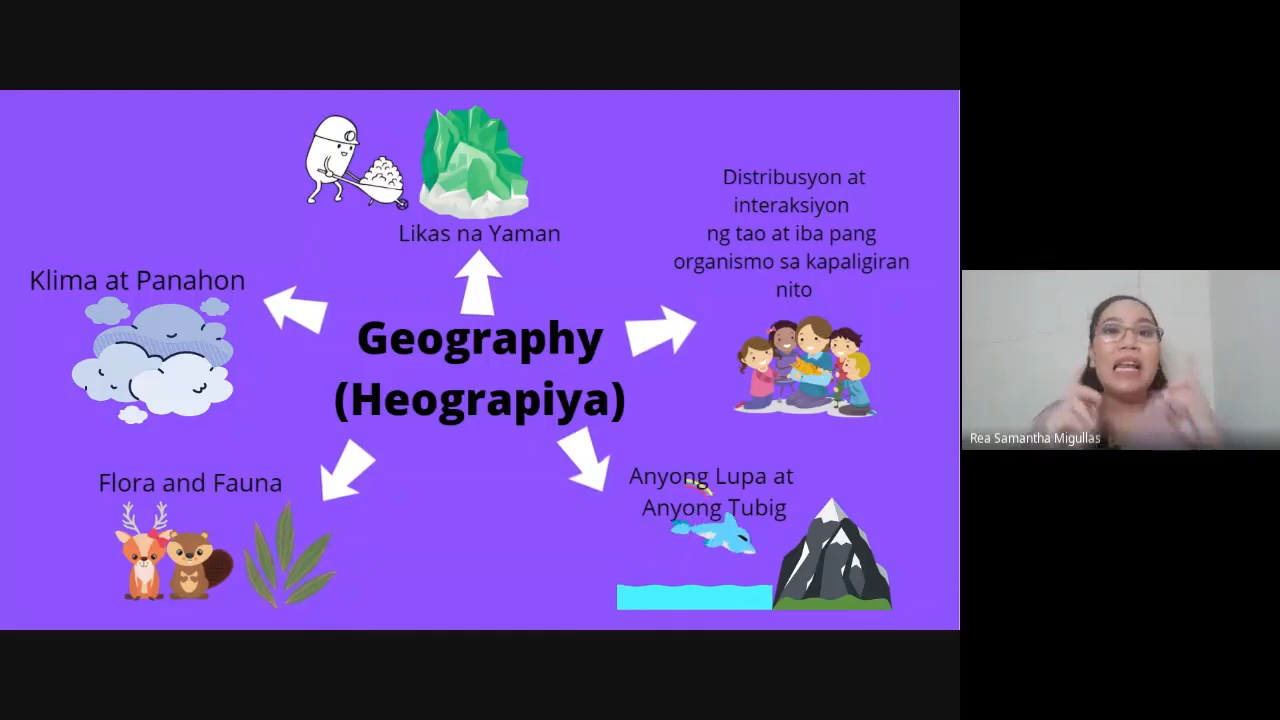 Likas na Yaman
Distribusyon at
interaksiyon
ng tao at iba pang
organismo sa kapaligiran
nito
Klima at Panahon
Geography
(Heograpiya)
Flora and Fauna
Anyong Lupa at
Anyong Tubig
Rea Samantha Migullas